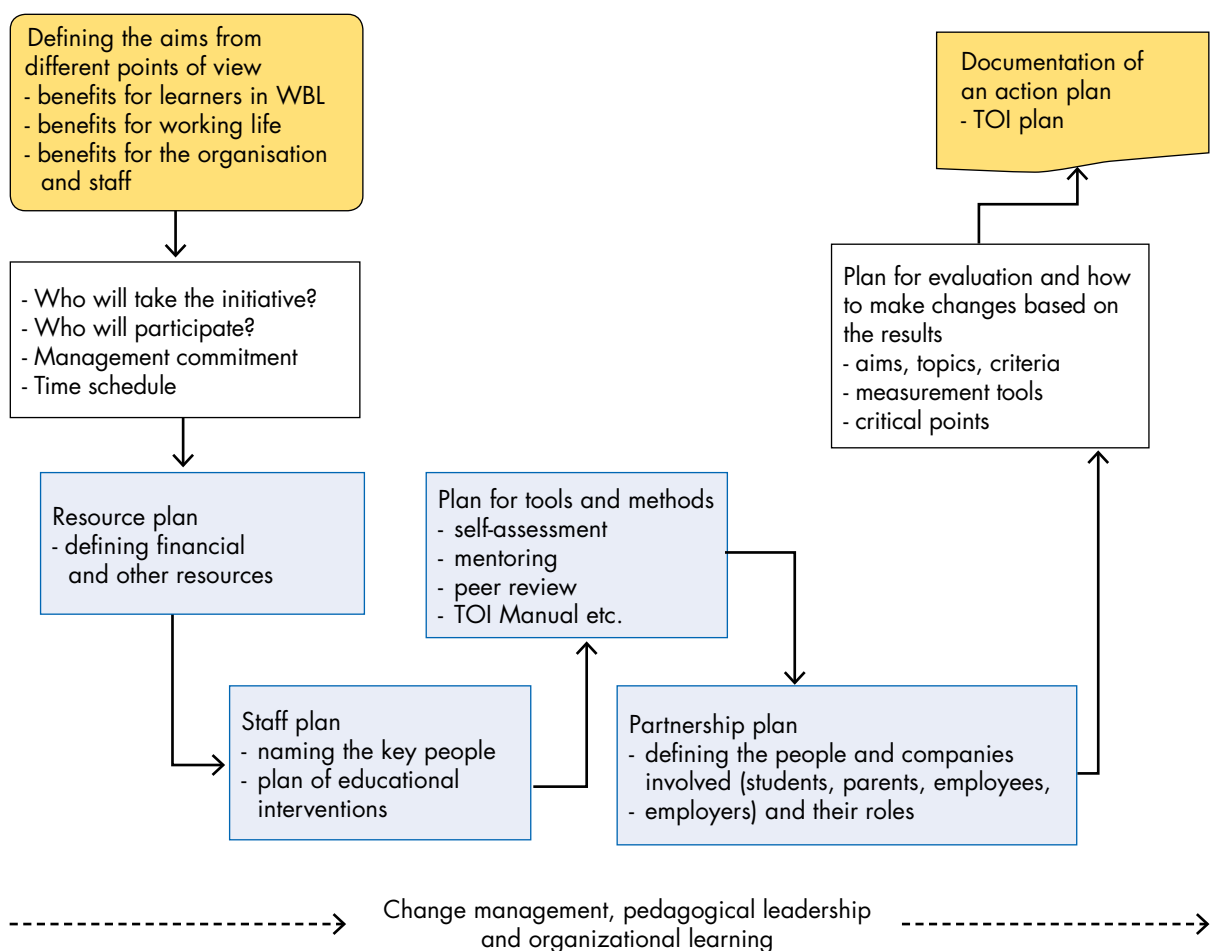 Defining the aims from
different points of view
- benefits for learners in WBL
- benefits for working life
- benefits for the organisation
and staff
- Who will take the initiative?
- Who will participate?
- Management commitment
- Time schedule
Resource plan
- defining financial
and other resources
Staff plan
- naming the key people
- plan of educational
interventions
Plan for tools and methods
- self-assessment
- mentoring
- peer review
- TOI Manual etc.
Partnership plan
- defining the people and companies
involved (students, parents, employees,
- employers) and their roles
Plan for evaluation and how
to make changes based on
the results
- aims, topics, criteria
- measurement tools
- critical points
Documentation of
an action plan
- TOI plan
Change management, pedagogical leadership
and organizational learning